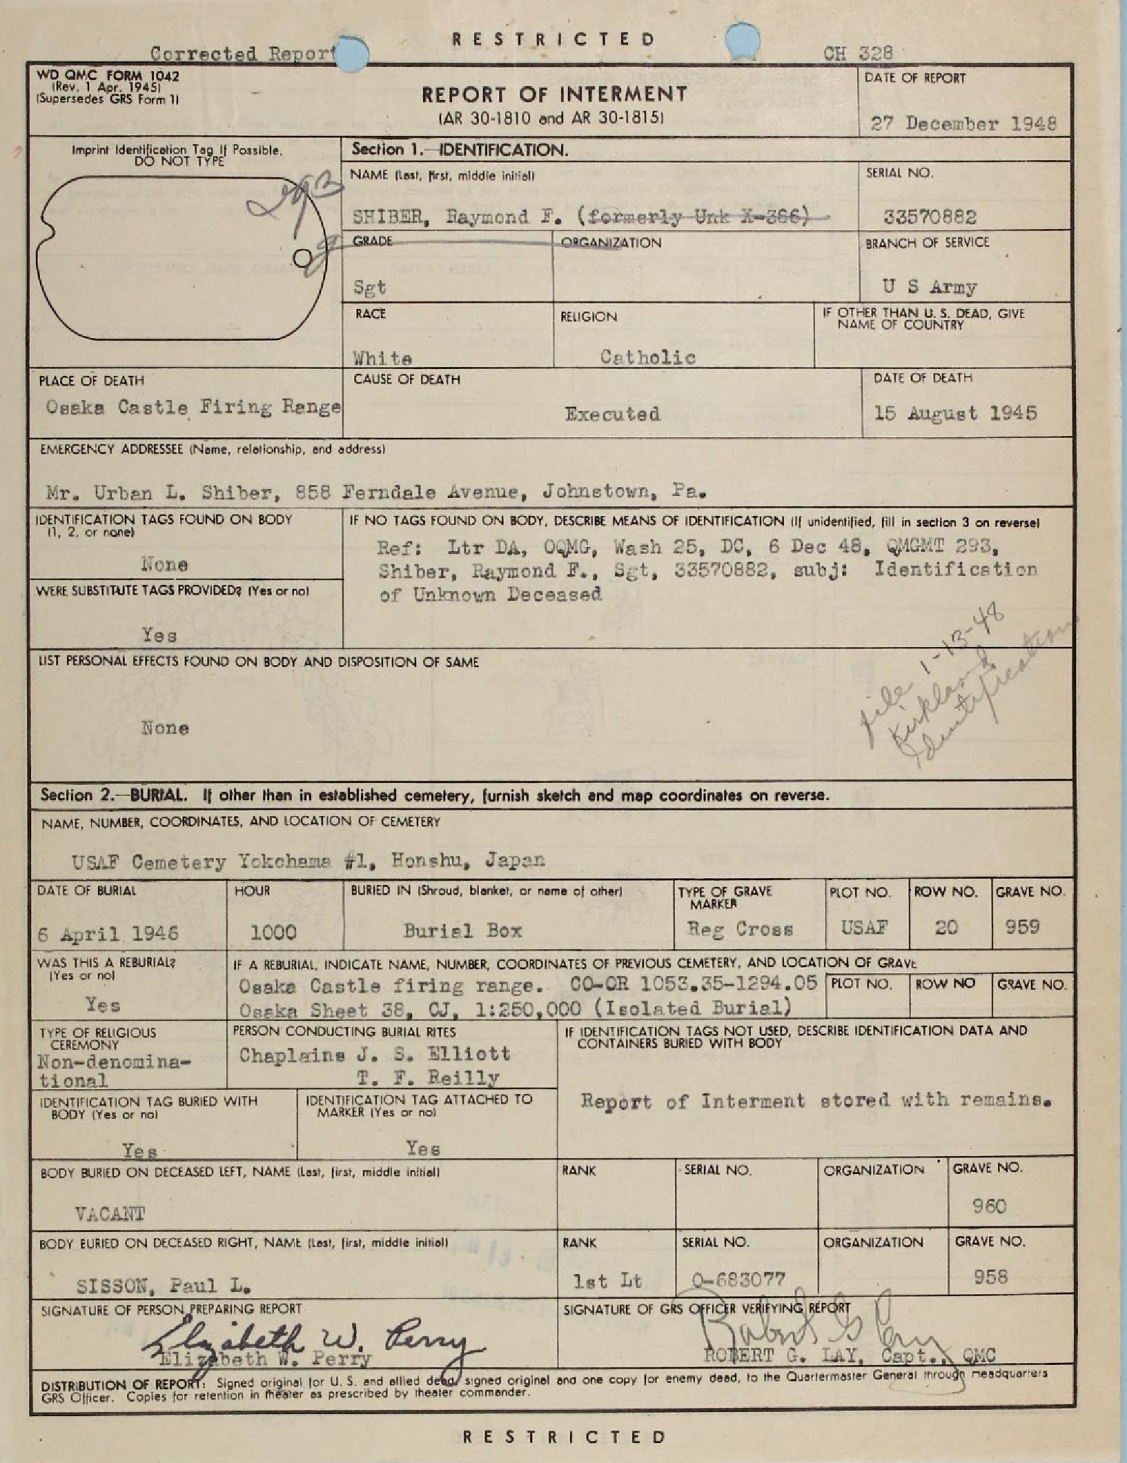 RESTRICTED
Corrected Report
CH 328
WD QMC FORM 1042
(Rev. 1 Apr. 1945)
(Supersedes GRS Form 1)
REPORT OF INTERMENT
(AR 30-1810 and AR 30-1815)
DATE OF REPORT
27 December 1948
Imprint Identification Tag If Possible.
DO NOT TYPE
293
Section 1.—IDENTIFICATION.
NAME (Last, first, middle initial)
SHIBER, Raymond F. (formerly Unk X-366)
SERIAL NO.
33570882
GRADE
Sgt
ORGANIZATION
BRANCH OF SERVICE
U S Army
RACE
White
RELIGION
Catholic
IF OTHER THAN U. S. DEAD, GIVE
NAME OF COUNTRY
PLACE OF DEATH
Osaka Castle Firing Range
CAUSE OF DEATH
Executed
DATE OF DEATH
15 August 1945
EMERGENCY ADDRESSEE (Name, relationship, and address)
Mr. Urban L. Shiber, 858 Ferndale Avenue, Johnstown, Pa.
IDENTIFICATION TAGS FOUND ON BODY
(1, 2, or none)
None
WERE SUBSTITUTE TAGS PROVIDED? (Yes or no)
Yes
IF NO TAGS FOUND ON BODY, DESCRIBE MEANS OF IDENTIFICATION (If unidentified, fill in section 3 on reverse)
Ref: Ltr DA, OQMG, Wash 25, DC, 6 Dec 48, QMGMT 293,
Shiber, Raymond F., Sgt, 33570882, subj: Identification
of Unknown Deceased
file 1-13-48
Kirkland
Identification
LIST PERSONAL EFFECTS FOUND ON BODY AND DISPOSITION OF SAME
None
Section 2.—BURIAL. If other than in established cemetery, furnish sketch and map coordinates on reverse.
NAME, NUMBER, COORDINATES, AND LOCATION OF CEMETERY
USAF Cemetery Yokohama #1, Honshu, Japan
DATE OF BURIAL
6 April 1946
HOUR
1000
BURIED IN (Shroud, blanket, or name of other)
Burial Box
TYPE OF GRAVE
MARKER
Reg Cross
PLOT NO.
USAF
ROW NO.
20
GRAVE NO.
959
WAS THIS A REBURIAL?
(Yes or no)
Yes
IF A REBURIAL, INDICATE NAME, NUMBER, COORDINATES OF PREVIOUS CEMETERY, AND LOCATION OF GRAVE
Osaka Castle firing range. CO-OR 1053.35-1294.05
Osaka Sheet 38, CJ, 1:250,000 (Isolated Burial)
PLOT NO.
ROW NO
GRAVE NO.
TYPE OF RELIGIOUS
CEREMONY
Non-denomina-
tional
PERSON CONDUCTING BURIAL RITES
Chaplains J. S. Elliott
T. F. Reilly
IF IDENTIFICATION TAGS NOT USED, DESCRIBE IDENTIFICATION DATA AND
CONTAINERS BURIED WITH BODY
Report of Interment stored with remains.
IDENTIFICATION TAG BURIED WITH
BODY (Yes or no)
Yes
IDENTIFICATION TAG ATTACHED TO
MARKER (Yes or no)
Yes
BODY BURIED ON DECEASED LEFT, NAME (Last, first, middle initial)
VACANT
RANK
SERIAL NO.
ORGANIZATION
GRAVE NO.
960
BODY BURIED ON DECEASED RIGHT, NAME (Last, first, middle initial)
SISSON, Paul L.
RANK
1st Lt
SERIAL NO.
O-683077
ORGANIZATION
GRAVE NO.
958
SIGNATURE OF PERSON PREPARING REPORT
Elizabeth W. Perry
Elizabeth W. Perry
SIGNATURE OF GRS OFFICER VERIFYING REPORT
Robert G Lay
ROBERT G. LAY, Capt., QMC
DISTRIBUTION OF REPORT: Signed original for U. S. and allied dead, signed original and one copy for enemy dead, to the Quartermaster General through Headquarters
GRS Officer. Copies for retention in theater as prescribed by theater commander.
RESTRICTED